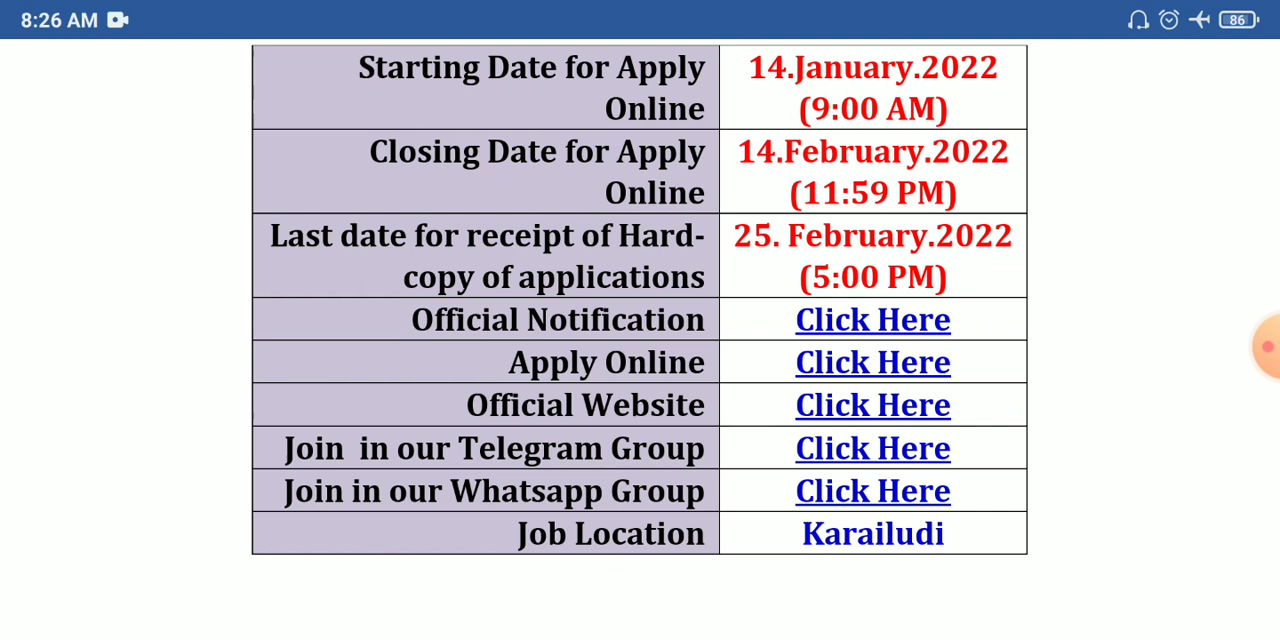 8:26 AM
86
Starting Date for Apply
Online
14.January.2022
(9:00 AM)
Closing Date for Apply
Online
14.February.2022
(11:59 PM)
Last date for receipt of Hard-
copy of applications
25. February.2022
(5:00 PM)
Official Notification
Click Here
Apply Online
Click Here
Official Website
Click Here
Join  in our Telegram Group
Click Here
Join in our Whatsapp Group
Click Here
Job Location
Karailudi